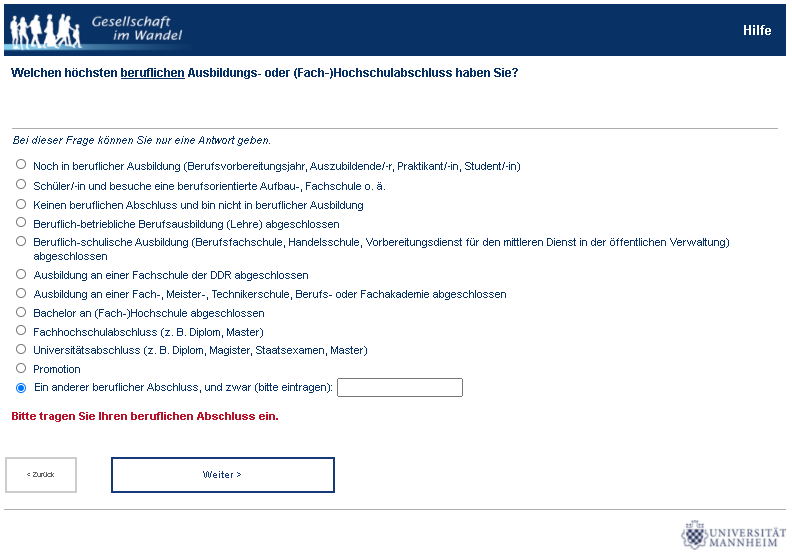 Gesellschaft
im Wandel
Hilfe
Welchen höchsten beruflichen Ausbildungs- oder (Fach-)Hochschulabschluss haben Sie?
Bei dieser Frage können Sie nur eine Antwort geben.
Noch in beruflicher Ausbildung (Berufsvorbereitungsjahr, Auszubildende/-r, Praktikant/-in, Student/-in)
Schüler/-in und besuche eine berufsorientierte Aufbau-, Fachschule o. ä.
Keinen beruflichen Abschluss und bin nicht in beruflicher Ausbildung
Beruflich-betriebliche Berufsausbildung (Lehre) abgeschlossen
Beruflich-schulische Ausbildung (Berufsfachschule, Handelsschule, Vorbereitungsdienst für den mittleren Dienst in der öffentlichen Verwaltung)
abgeschlossen
Ausbildung an einer Fachschule der DDR abgeschlossen
Ausbildung an einer Fach-, Meister-, Technikerschule, Berufs- oder Fachakademie abgeschlossen
Bachelor an (Fach-)Hochschule abgeschlossen
Fachhochschulabschluss (z. B. Diplom, Master)
Universitätsabschluss (z. B. Diplom, Magister, Staatsexamen, Master)
Promotion
Ein anderer beruflicher Abschluss, und zwar (bitte eintragen):
Bitte tragen Sie Ihren beruflichen Abschluss ein.
< Zurück
Weiter >
UNIVERSITÄT
MANNHEIM